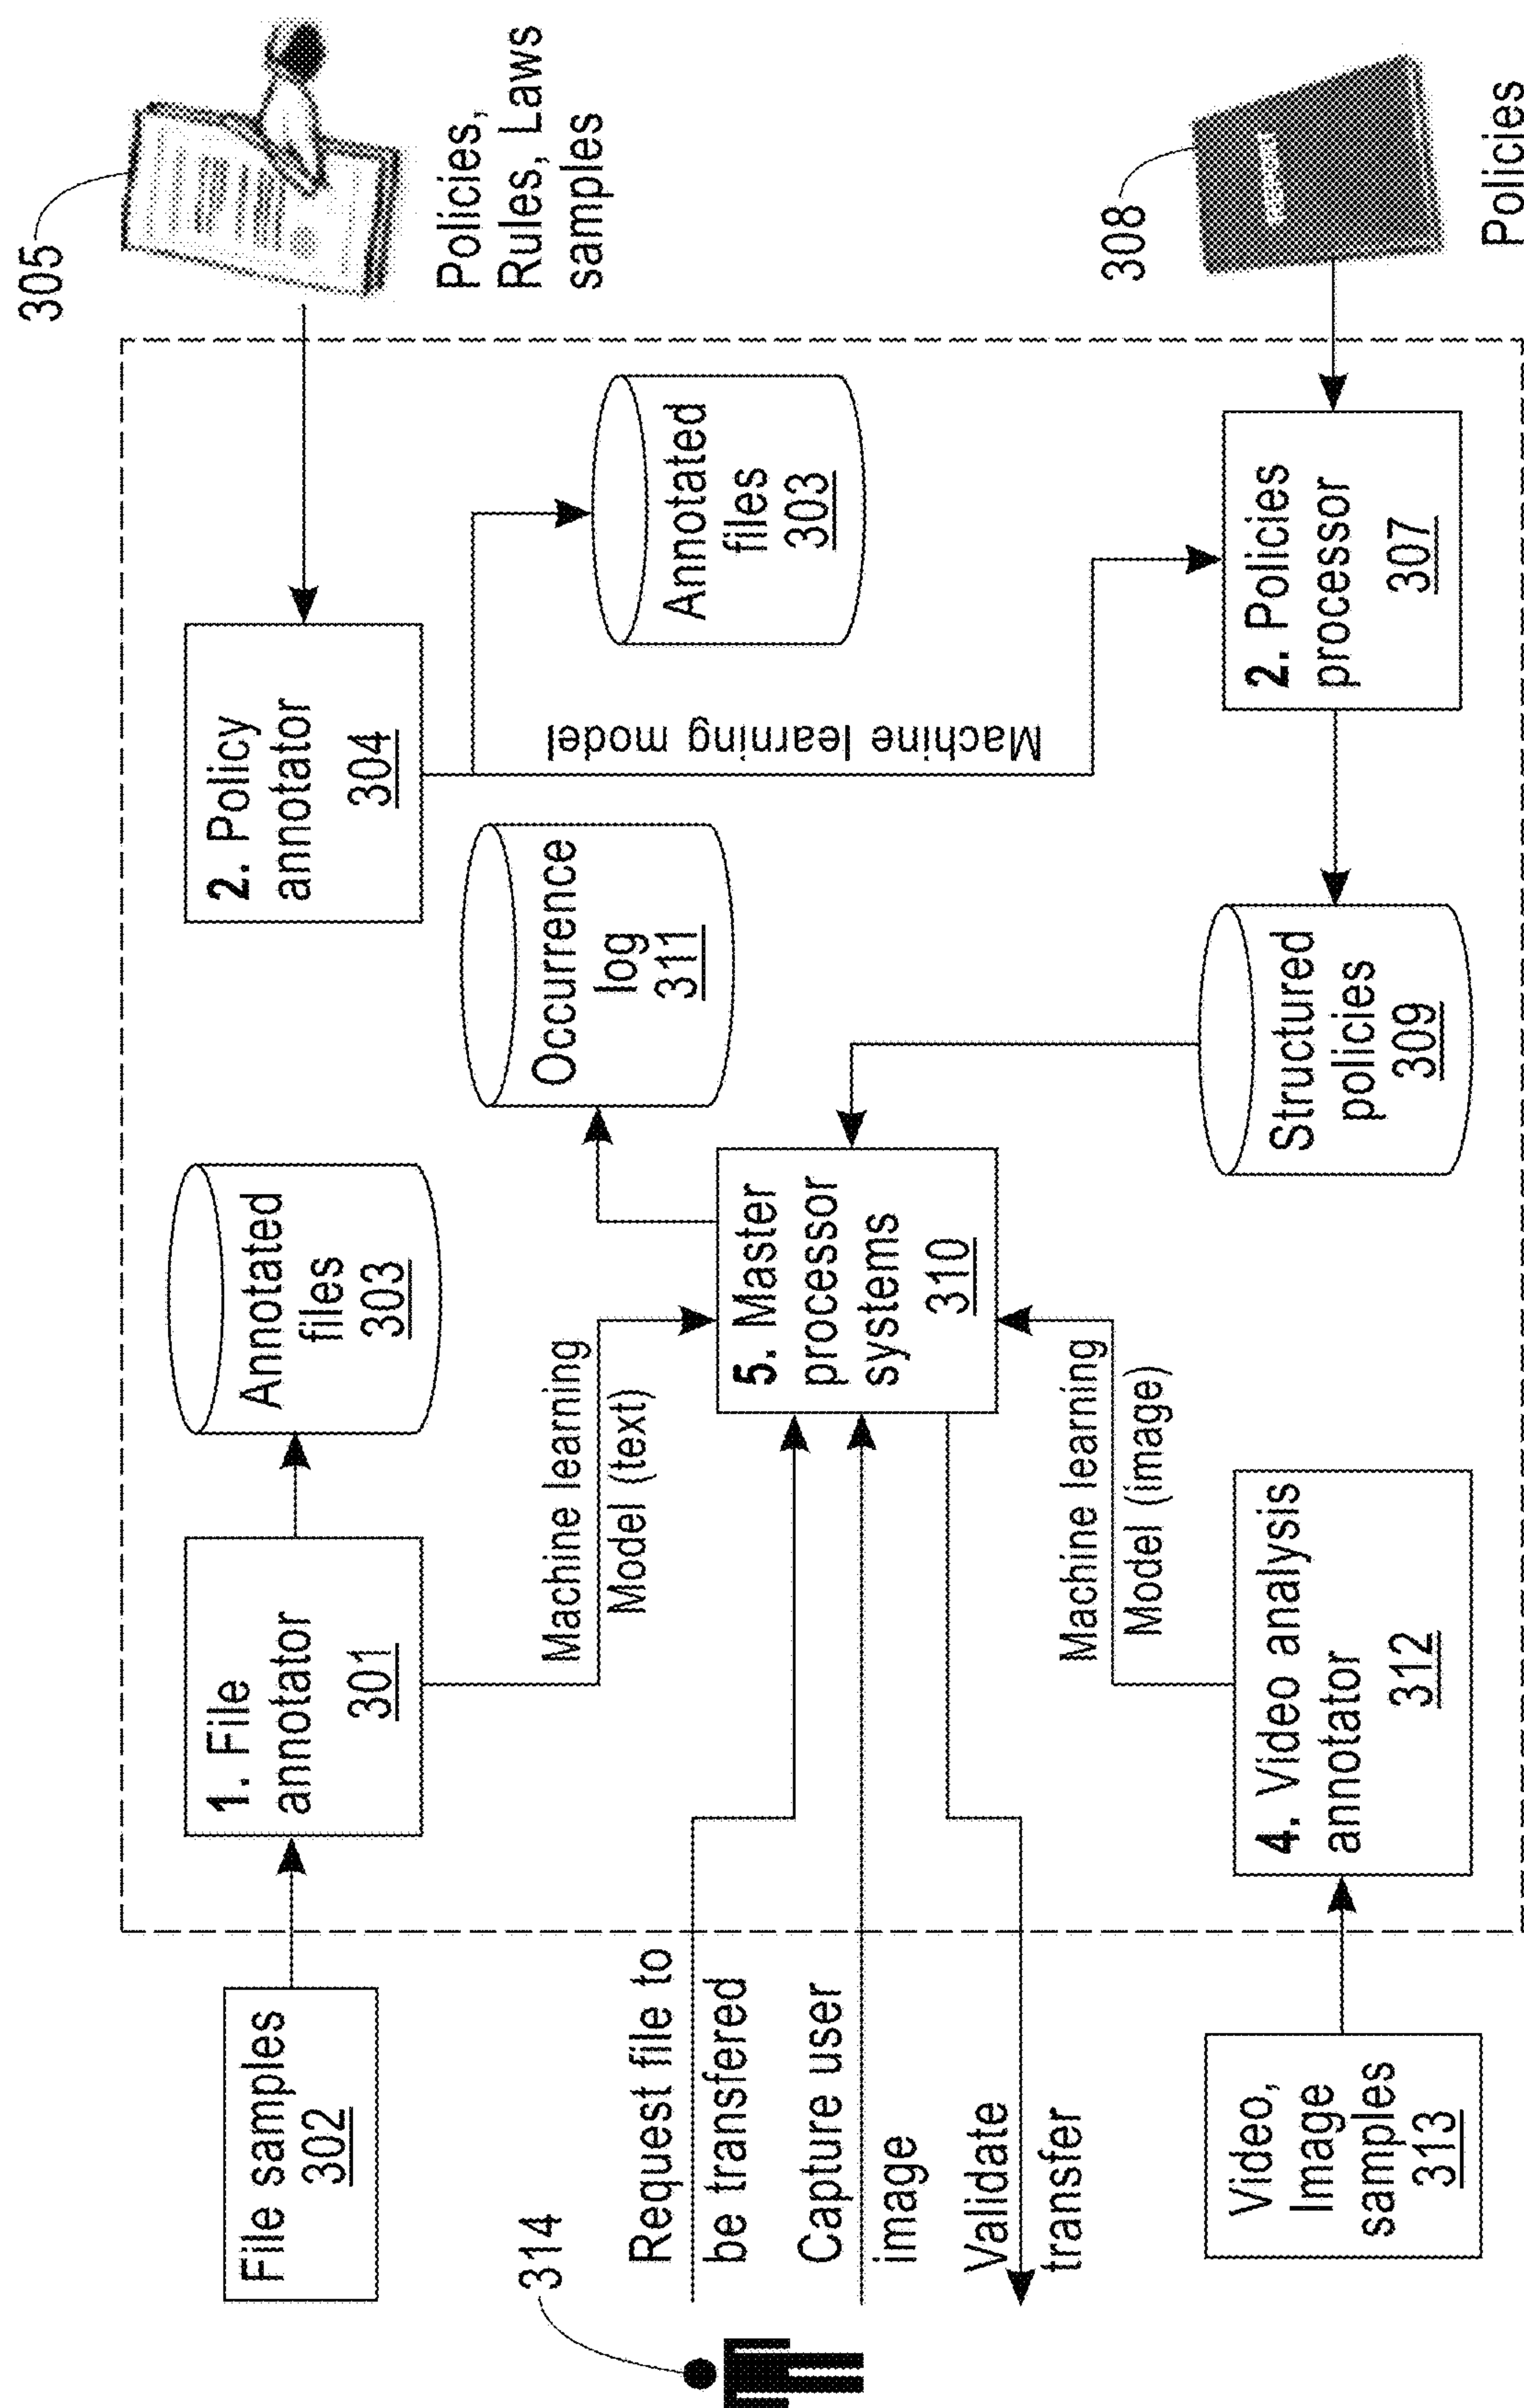 File samples
302
1. File
annotator
301
Annotated
files
303
2. Policy
annotator
304
305
Policies,
Rules, Laws
samples
Machine learning
Model (text)
Occurrence
log
311
Machine learning model
Annotated
files
303
314
Request file to
be transfered
Capture user
image
Validate
transfer
5. Master
processor
systems
310
Machine learning
Model (image)
Video,
Image
samples
313
4. Video analysis
annotator
312
Structured
policies
309
2. Policies
processor
307
308
Policies